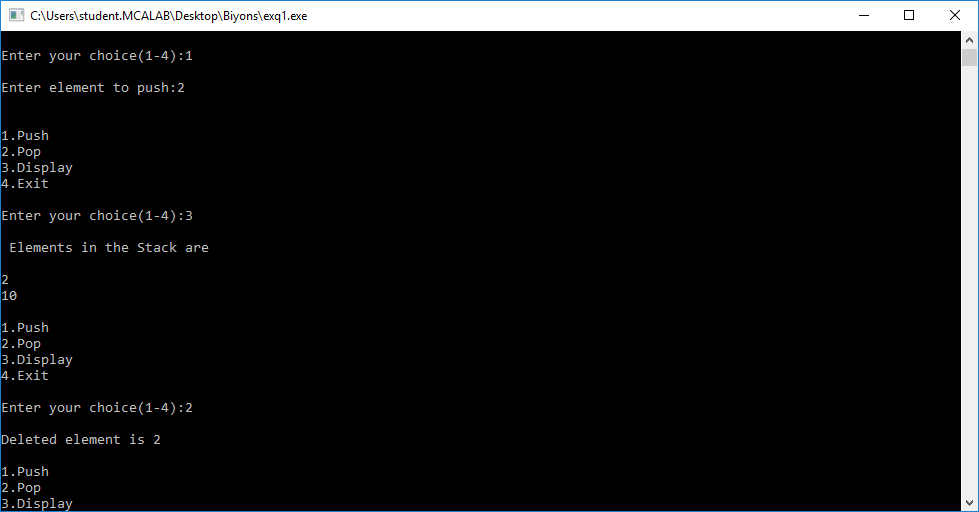 C:\Users\student.MCALAB\Desktop\Biyons\exq1.exe
Enter your choice(1-4):1
Enter element to push:2
1.Push
2.Pop
3.Display
4.Exit
Enter your choice(1-4):3
Elements in the Stack are
2
10
1.Push
2.Pop
3.Display
4.Exit
Enter your choice(1-4):2
Deleted element is 2
1.Push
2.Pop
3.Display